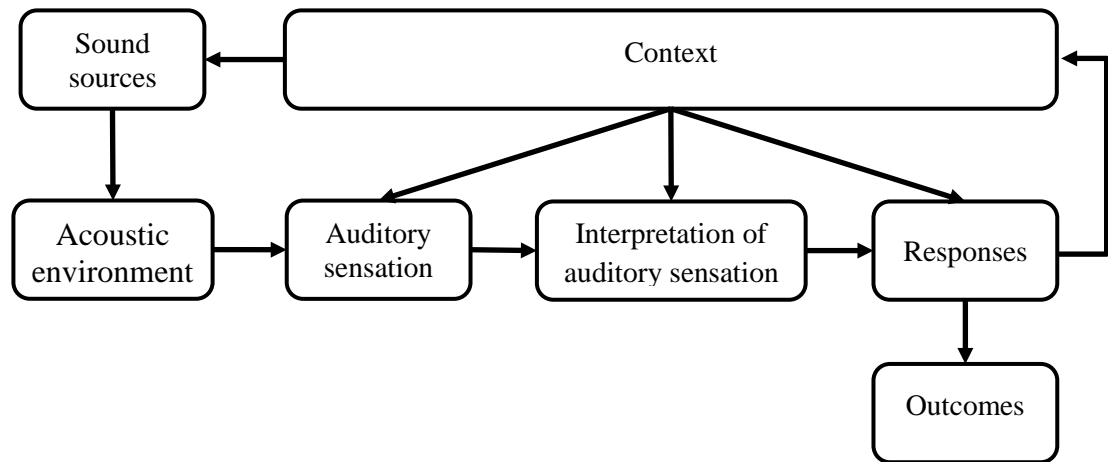 Sound
sources
Context
Acoustic
environment
Auditory
sensation
Interpretation of
auditory sensation
Responses
Outcomes